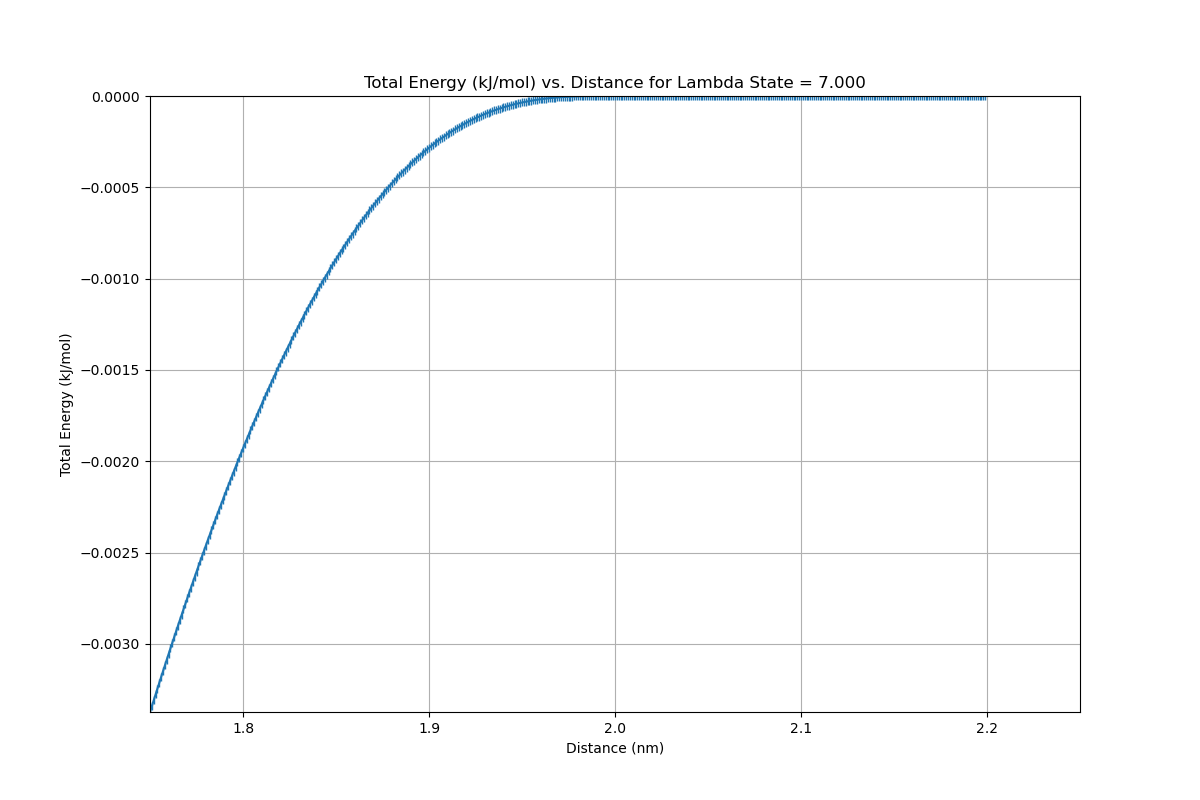 Total Energy (kJ/mol) vs. Distance for Lambda State = 7.000
0.0000
−0.0005
−0.0010
−0.0015
−0.0020
−0.0025
−0.0030
Total Energy (kJ/mol)
1.8 1.9 2.0 2.1 2.2
Distance (nm)